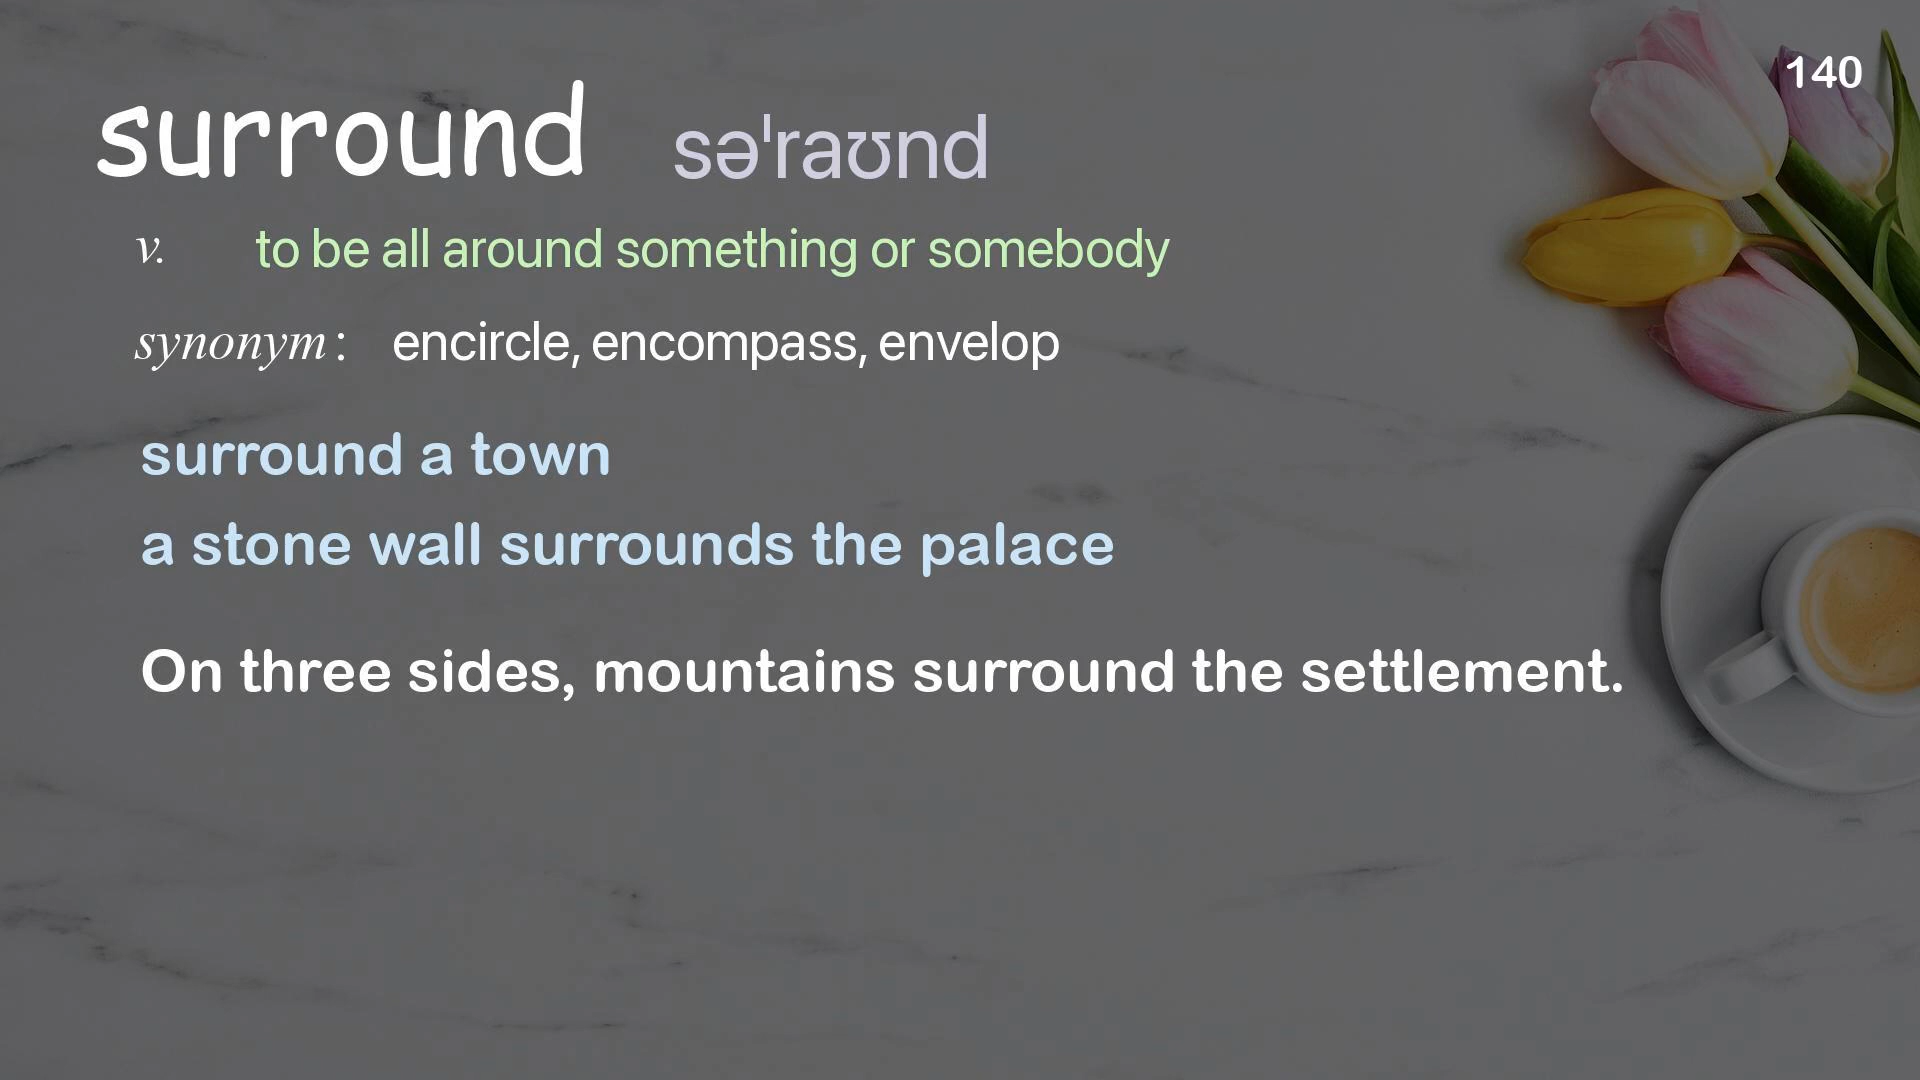 140
surround səˈraʊnd
v. to be all around something or somebody
synonym : encircle, encompass, envelop
surround a town
a stone wall surrounds the palace
On three sides, mountains surround the settlement.